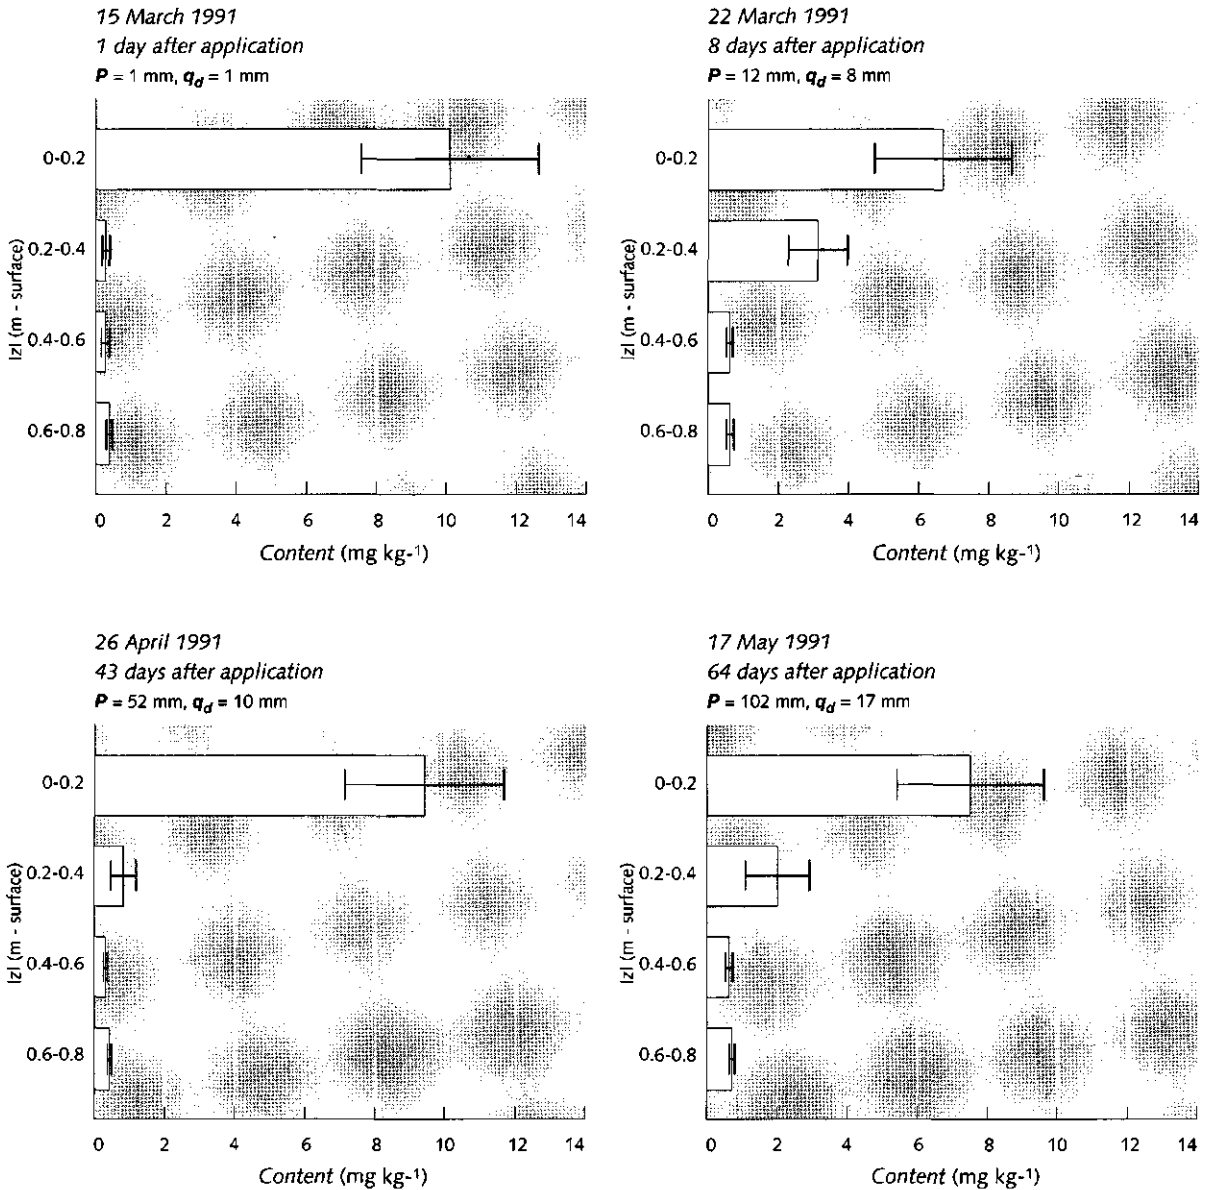 15 March 1991
1 day after application
P = 1 mm, qd = 1 mm
0-0.2
0.2-0.4
0.4-0.6
0.6-0.8
|z| (m - surface)
0 2 4 6 8 10 12 14
Content (mg kg-1)
22 March 1991
8 days after application
P = 12 mm, qd = 8 mm
0-0.2
0.2-0.4
0.4-0.6
0.6-0.8
|z| (m - surface)
0 2 4 6 8 10 12 14
Content (mg kg-1)
26 April 1991
43 days after application
P = 52 mm, qd = 10 mm
0-0.2
0.2-0.4
0.4-0.6
0.6-0.8
|z| (m - surface)
0 2 4 6 8 10 12 14
Content (mg kg-1)
17 May 1991
64 days after application
P = 102 mm, qd = 17 mm
0-0.2
0.2-0.4
0.4-0.6
0.6-0.8
|z| (m - surface)
0 2 4 6 8 10 12 14
Content (mg kg-1)